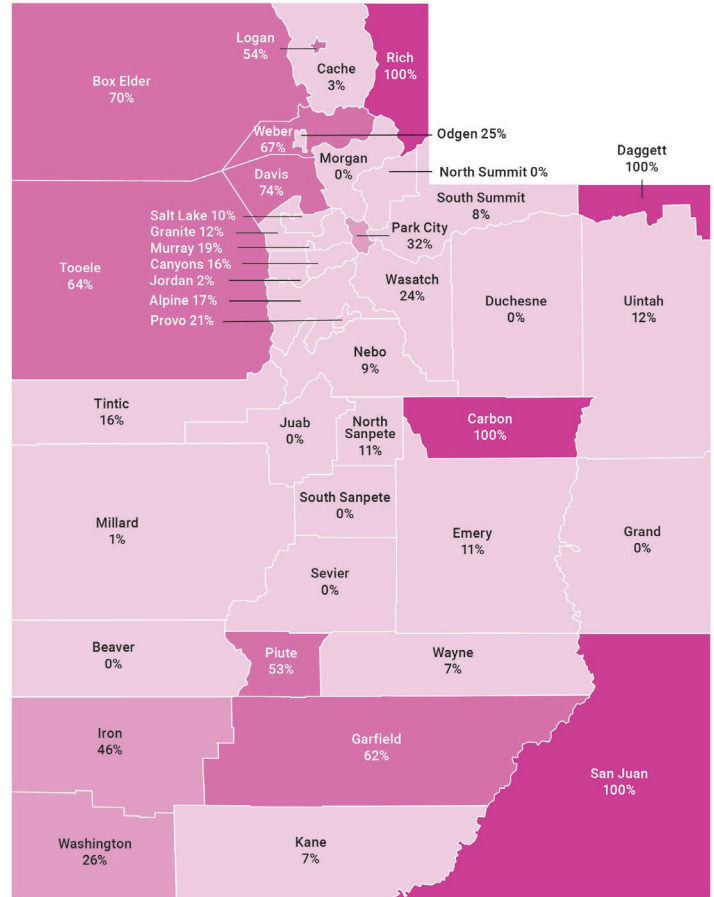 Logan
54%
Cache
3%
Rich
100%
Box Elder
70%
Weber
67%
Odgen 25%
Morgan
0%
North Summit 0%
Daggett
100%
Davis
74%
South Summit
8%
Salt Lake 10%
Granite 12%
Murray 19%
Canyons 16%
Jordan 2%
Alpine 17%
Provo 21%
Park City
32%
Tooele
64%
Wasatch
24%
Duchesne
0%
Uintah
12%
Nebo
9%
Tintic
16%
Juab
0%
North
Sanpete
11%
Carbon
100%
South Sanpete
0%
Millard
1%
Emery
11%
Grand
0%
Sevier
0%
Beaver
0%
Piute
53%
Wayne
7%
Iron
46%
Garfield
62%
San Juan
100%
Washington
26%
Kane
7%